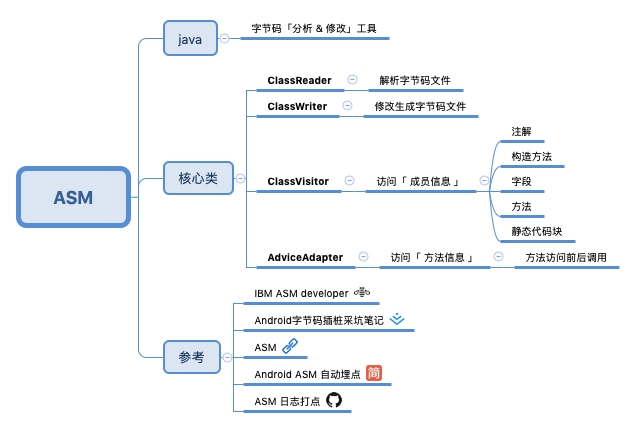 ASM
java
字节码「分析 & 修改」工具
核心类
ClassReader
解析字节码文件
ClassWriter
修改生成字节码文件
ClassVisitor
访问「 成员信息 」
注解
构造方法
字段
方法
静态代码块
AdviceAdapter
访问「 方法信息 」
方法访问前后调用
参考
IBM ASM developer
Android字节码插桩采坑笔记
ASM
Android ASM 自动埋点 简
ASM 日志打点